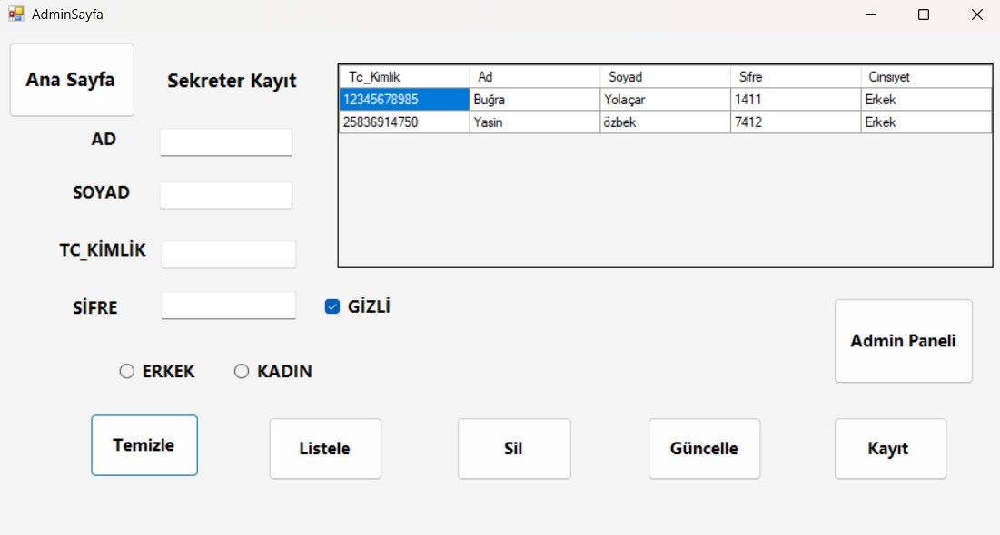 AdminSayfa
Ana Sayfa
Sekreter Kayıt
Tc_Kimlik Ad Soyad Sifre Cinsiyet
12345678985 Buğra Yolaçar 1411 Erkek
25836914750 Yasin özbek 7412 Erkek
AD
SOYAD
TC_KİMLİK
SİFRE
GİZLİ
Admin Paneli
ERKEK KADIN
Temizle Listele Sil Güncelle Kayıt